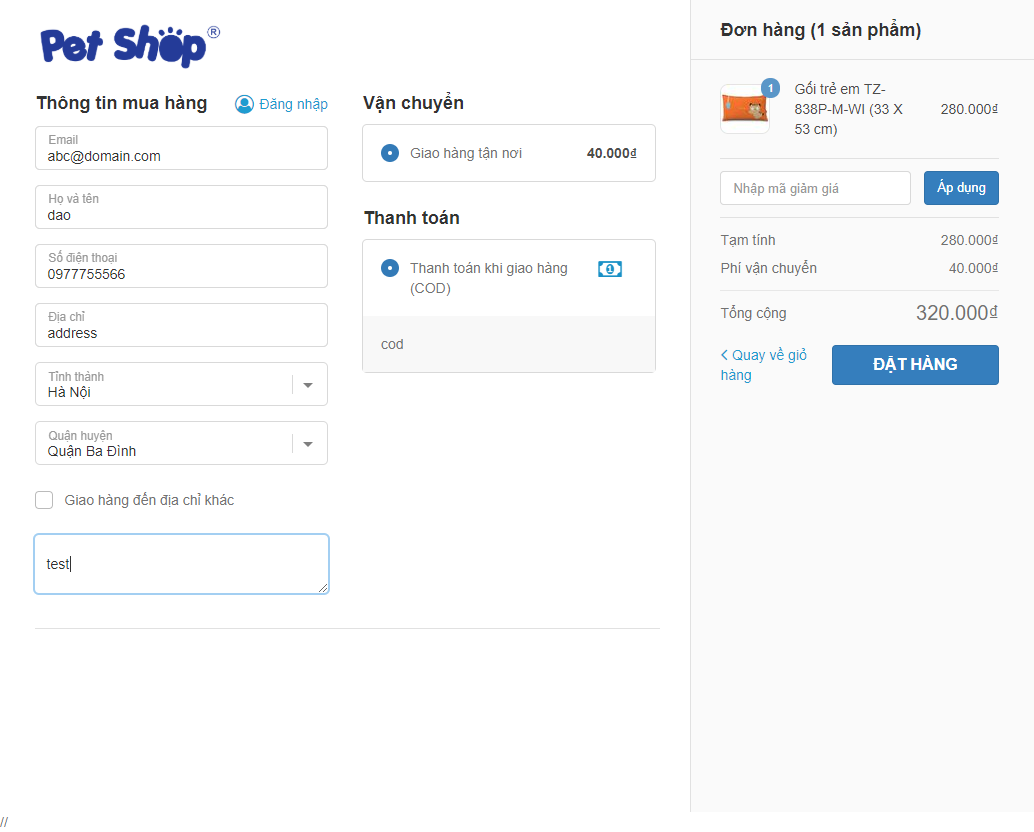 Pet Shop®
Thông tin mua hàng
Đăng nhập
Email
abc@domain.com
Họ và tên
dao
Số điện thoại
0977755566
Địa chỉ
address
Tỉnh thành
Hà Nội
Quận huyện
Quận Ba Đình
Giao hàng đến địa chỉ khác
test
Vận chuyển
Giao hàng tận nơi 40.000₫
Thanh toán
Thanh toán khi giao hàng
(COD)
cod
Đơn hàng (1 sản phẩm)
1
Gối trẻ em TZ-
838P-M-WI (33 X
53 cm)
280.000₫
Nhập mã giảm giá
Áp dụng
Tạm tính 280.000₫
Phí vận chuyển 40.000₫
Tổng cộng 320.000₫
Quay về giỏ
hàng
ĐẶT HÀNG
//